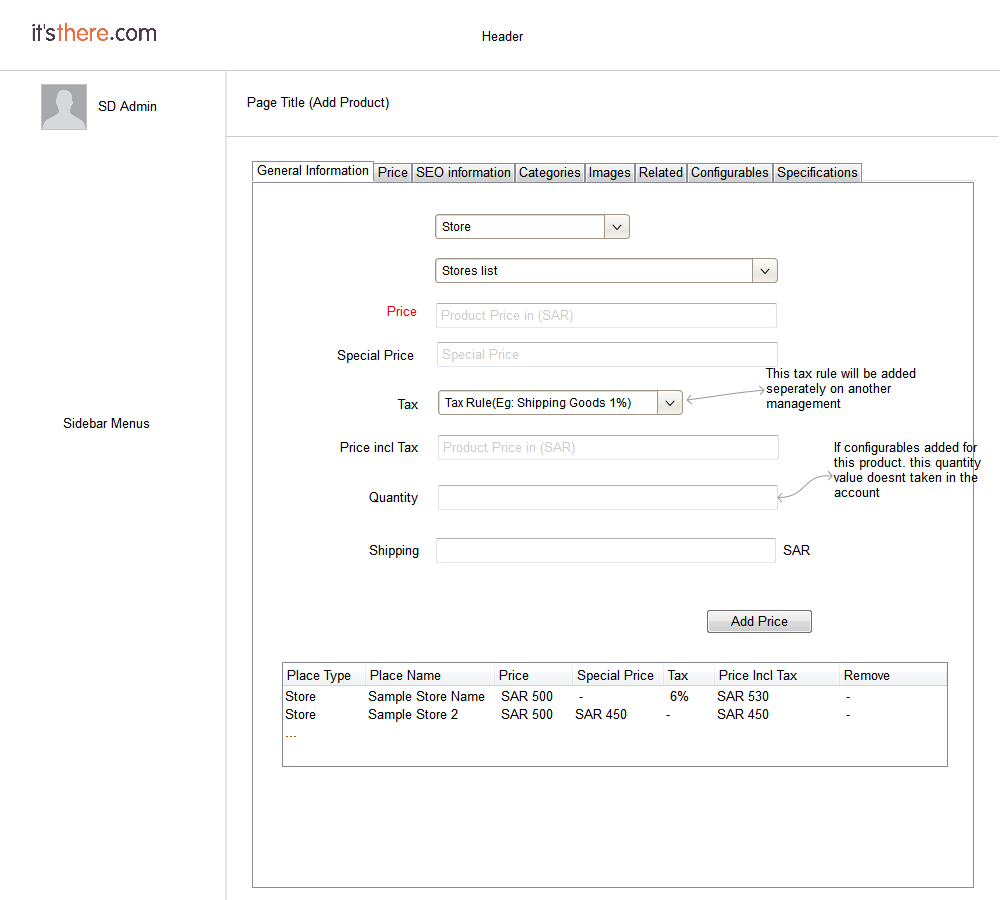 it'sthere.com
Header
SD Admin
Page Title (Add Product)
General Information Price SEO information Categories Images Related Configurables Specifications
Store
Stores list
Price Product Price in (SAR)
Special Price Special Price
This tax rule will be added
seperately on another
management
Tax Tax Rule(Eg: Shipping Goods 1%)
Sidebar Menus
Price incl Tax Product Price in (SAR)
If configurables added for
this product. this quantity
value doesnt taken in the
account
Quantity
Shipping SAR
Add Price
Place Type Place Name Price Special Price Tax Price Incl Tax Remove
Store Sample Store Name SAR 500 - 6% SAR 530 -
Store Sample Store 2 SAR 500 SAR 450 - SAR 450 -
...